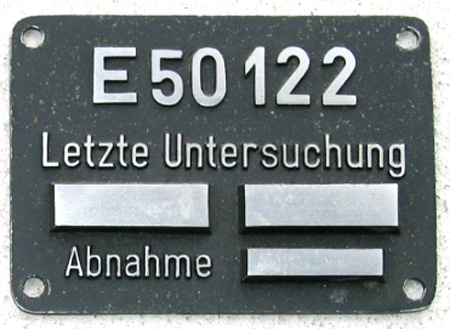 E 50 122
Letzte Untersuchung
Abnahme